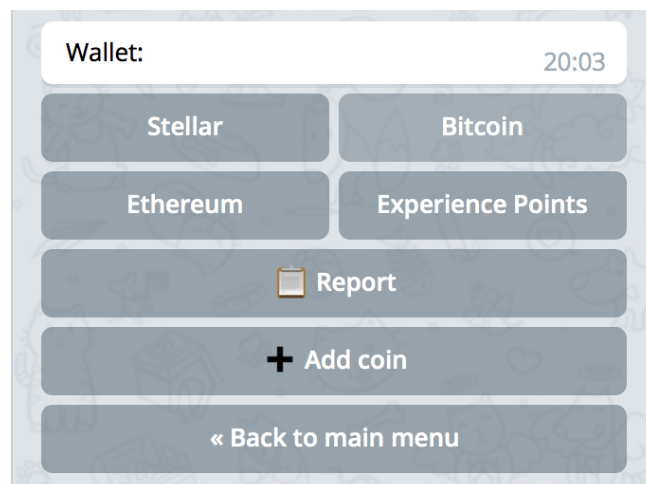 Wallet:
20:03
Stellar
Bitcoin
Ethereum
Experience Points
📋 Report
➕ Add coin
« Back to main menu